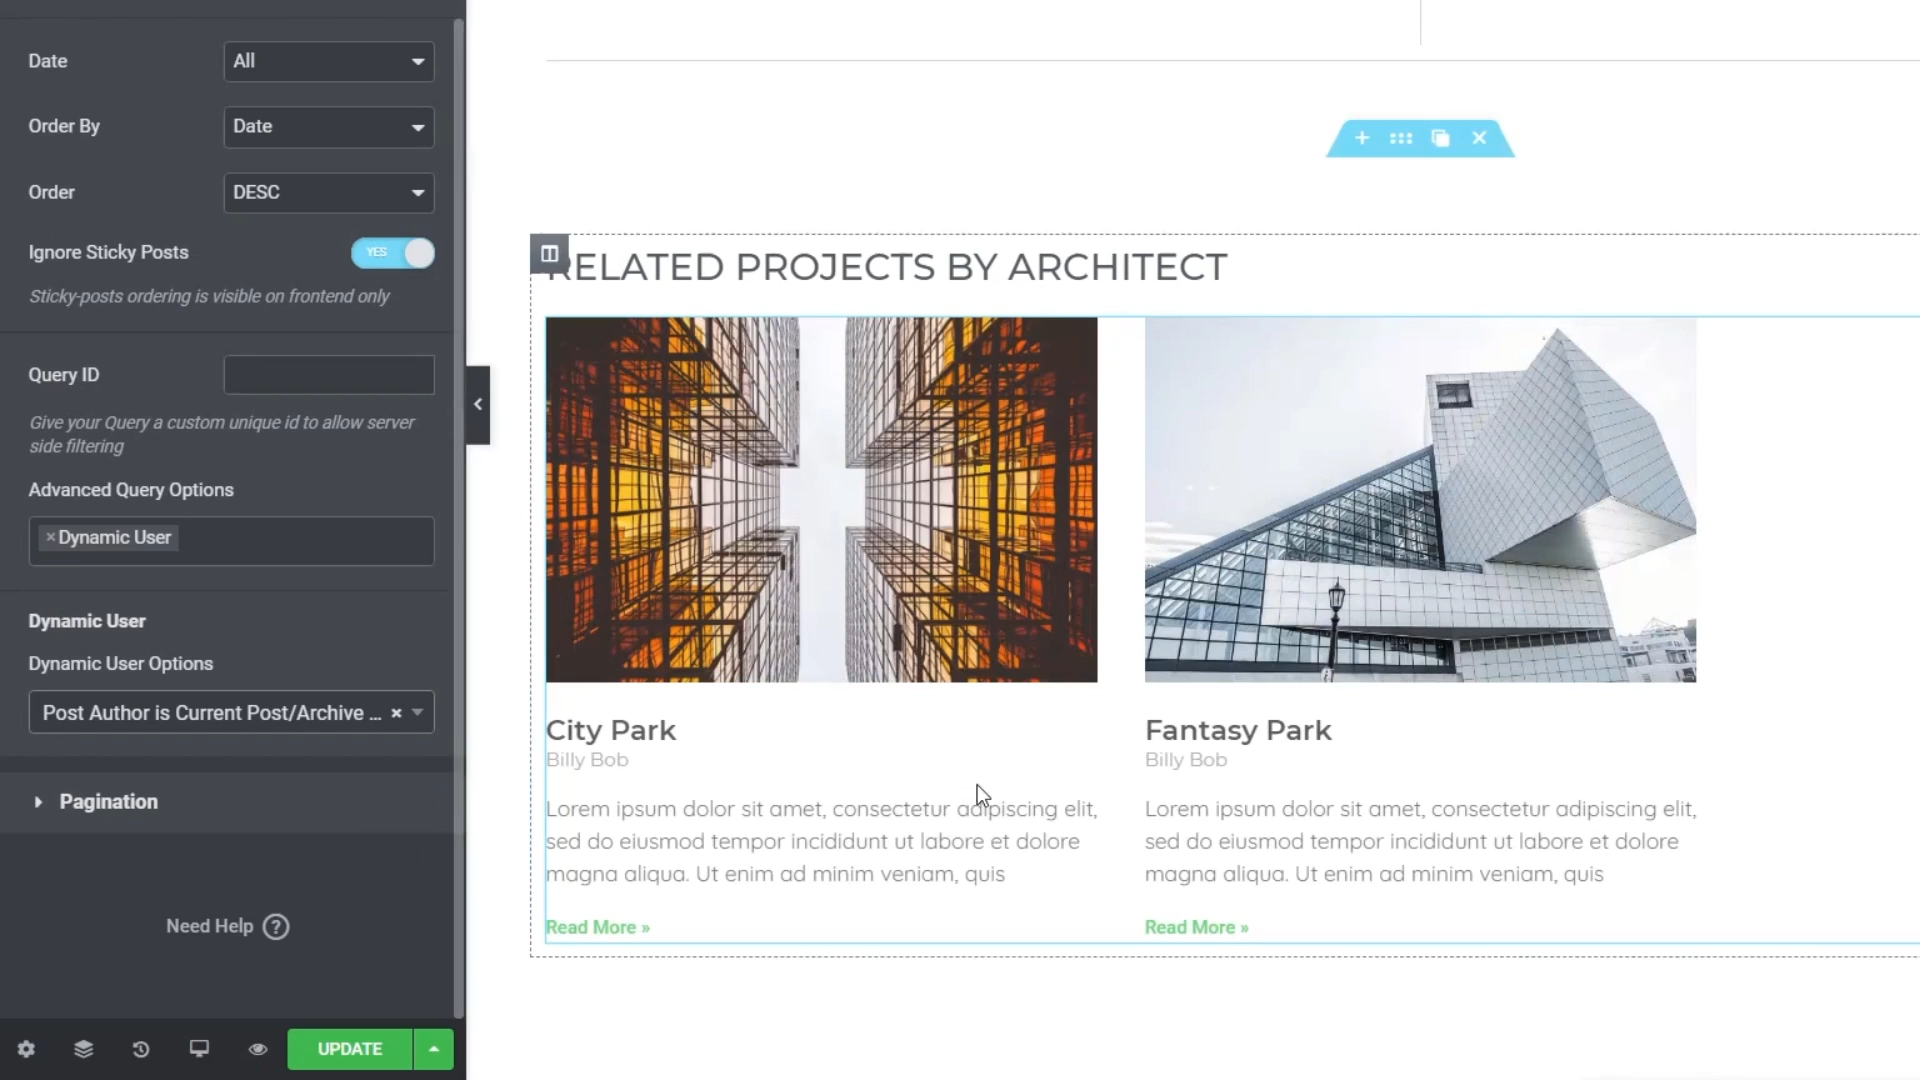 Date
All
Order By
Date
Order
DESC
Ignore Sticky Posts
YES
Sticky-posts ordering is visible on frontend only
Query ID
Give your Query a custom unique id to allow server
side filtering
Advanced Query Options
×Dynamic User
Dynamic User
Dynamic User Options
Post Author is Current Post/Archive ... ×
Pagination
Need Help ?
UPDATE
RELATED PROJECTS BY ARCHITECT
City Park
Billy Bob
Lorem ipsum dolor sit amet, consectetur adipiscing elit,
sed do eiusmod tempor incididunt ut labore et dolore
magna aliqua. Ut enim ad minim veniam, quis
Read More »
Fantasy Park
Billy Bob
Lorem ipsum dolor sit amet, consectetur adipiscing elit,
sed do eiusmod tempor incididunt ut labore et dolore
magna aliqua. Ut enim ad minim veniam, quis
Read More »